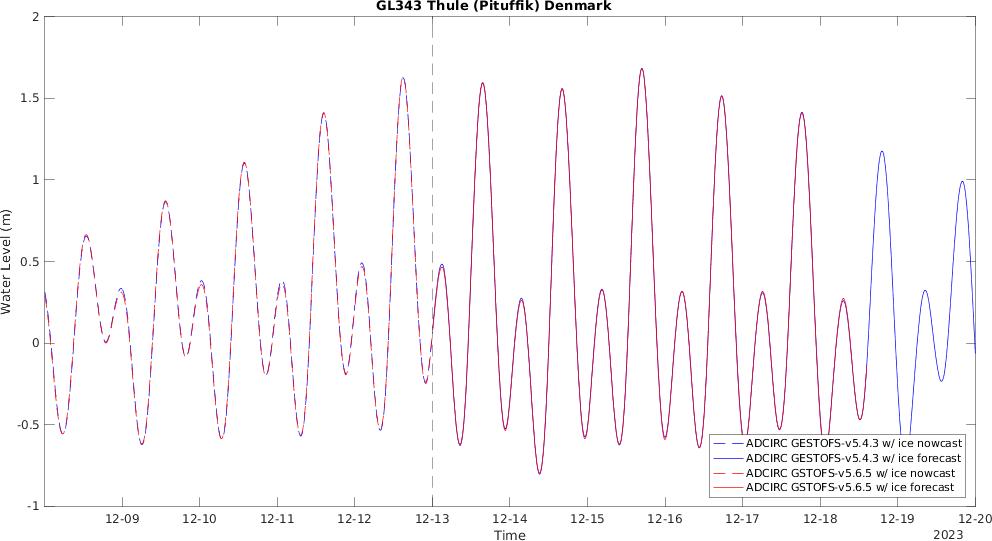 GL343 Thule (Pituffik) Denmark
2
1.5
1
0.5
0
-0.5
-1
Water Level (m)
12-09 12-10 12-11 12-12 12-13 12-14 12-15 12-16 12-17 12-18 12-19 12-20
Time
2023
ADCIRC GESTOFS-v5.4.3 w/ ice nowcast
ADCIRC GESTOFS-v5.4.3 w/ ice forecast
ADCIRC GSTOFS-v5.6.5 w/ ice nowcast
ADCIRC GSTOFS-v5.6.5 w/ ice forecast